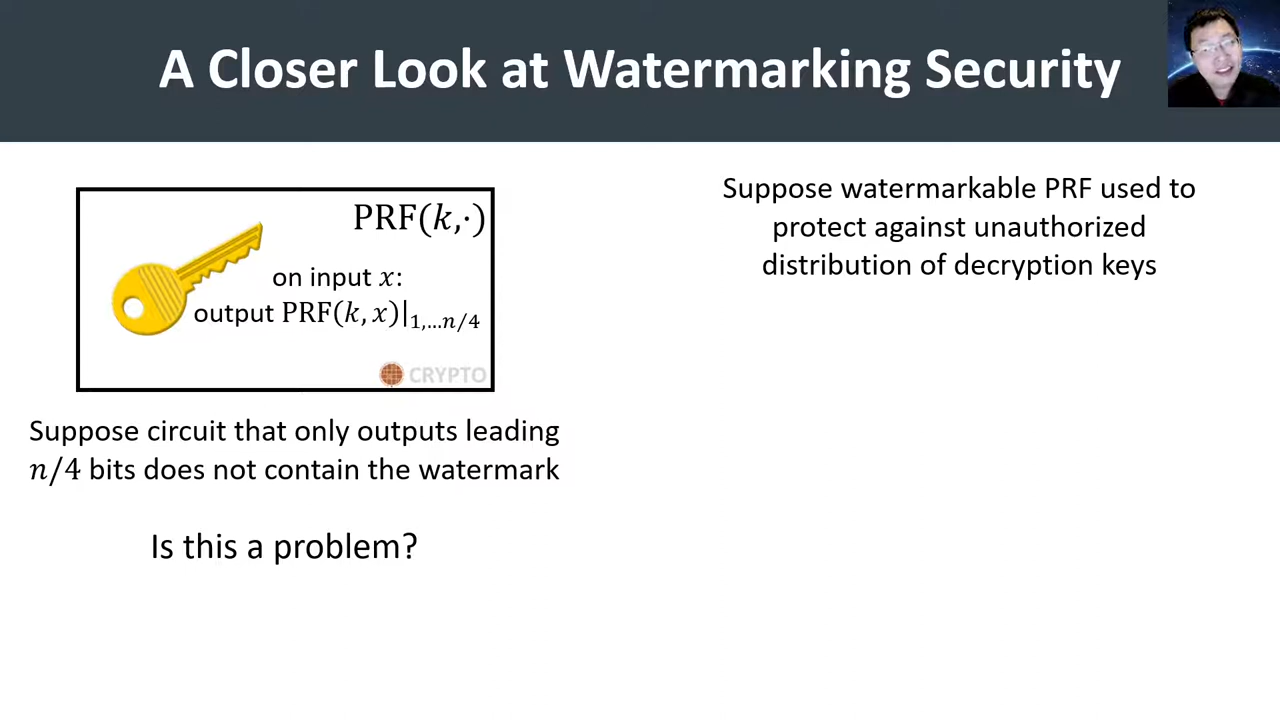 A Closer Look at Watermarking Security
PRF(k,·)
on input x:
output PRF(k, x)|1,…n/4
CRYPTO
Suppose circuit that only outputs leading
n/4 bits does not contain the watermark
Is this a problem?
Suppose watermarkable PRF used to
protect against unauthorized
distribution of decryption keys